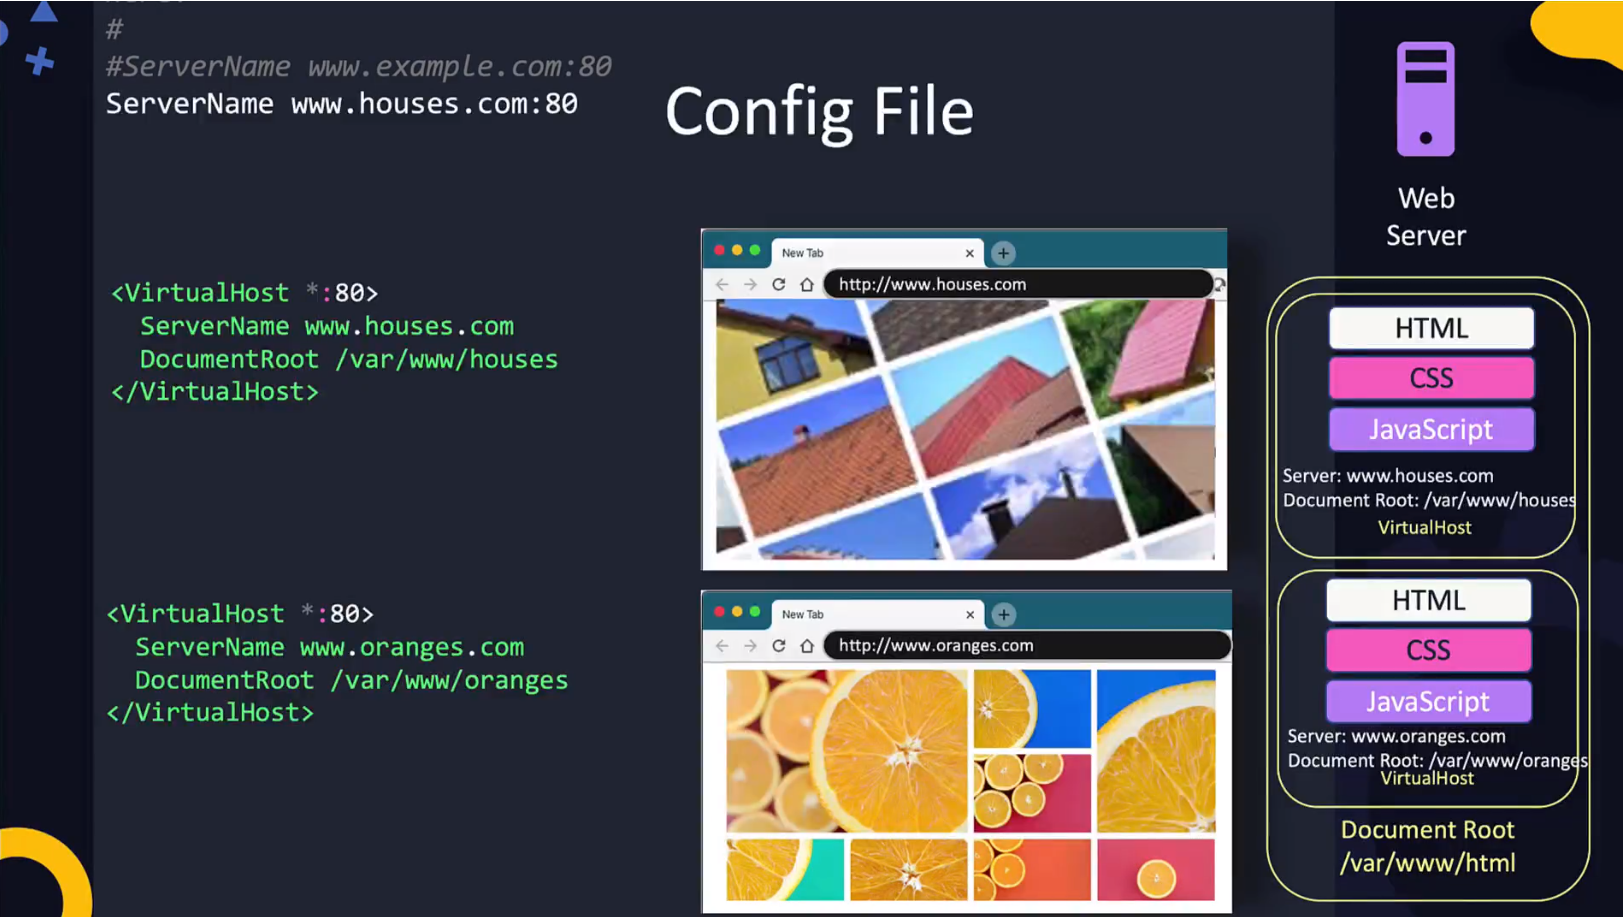 #
#ServerName www.example.com:80
ServerName www.houses.com:80
Config File
Web
Server
<VirtualHost *:80>
ServerName www.houses.com
DocumentRoot /var/www/houses
</VirtualHost>
New Tab
http://www.houses.com
HTML
CSS
JavaScript
Server: www.houses.com
Document Root: /var/www/houses
VirtualHost
<VirtualHost *:80>
ServerName www.oranges.com
DocumentRoot /var/www/oranges
</VirtualHost>
New Tab
http://www.oranges.com
HTML
CSS
JavaScript
Server: www.oranges.com
Document Root: /var/www/oranges
VirtualHost
Document Root
/var/www/html